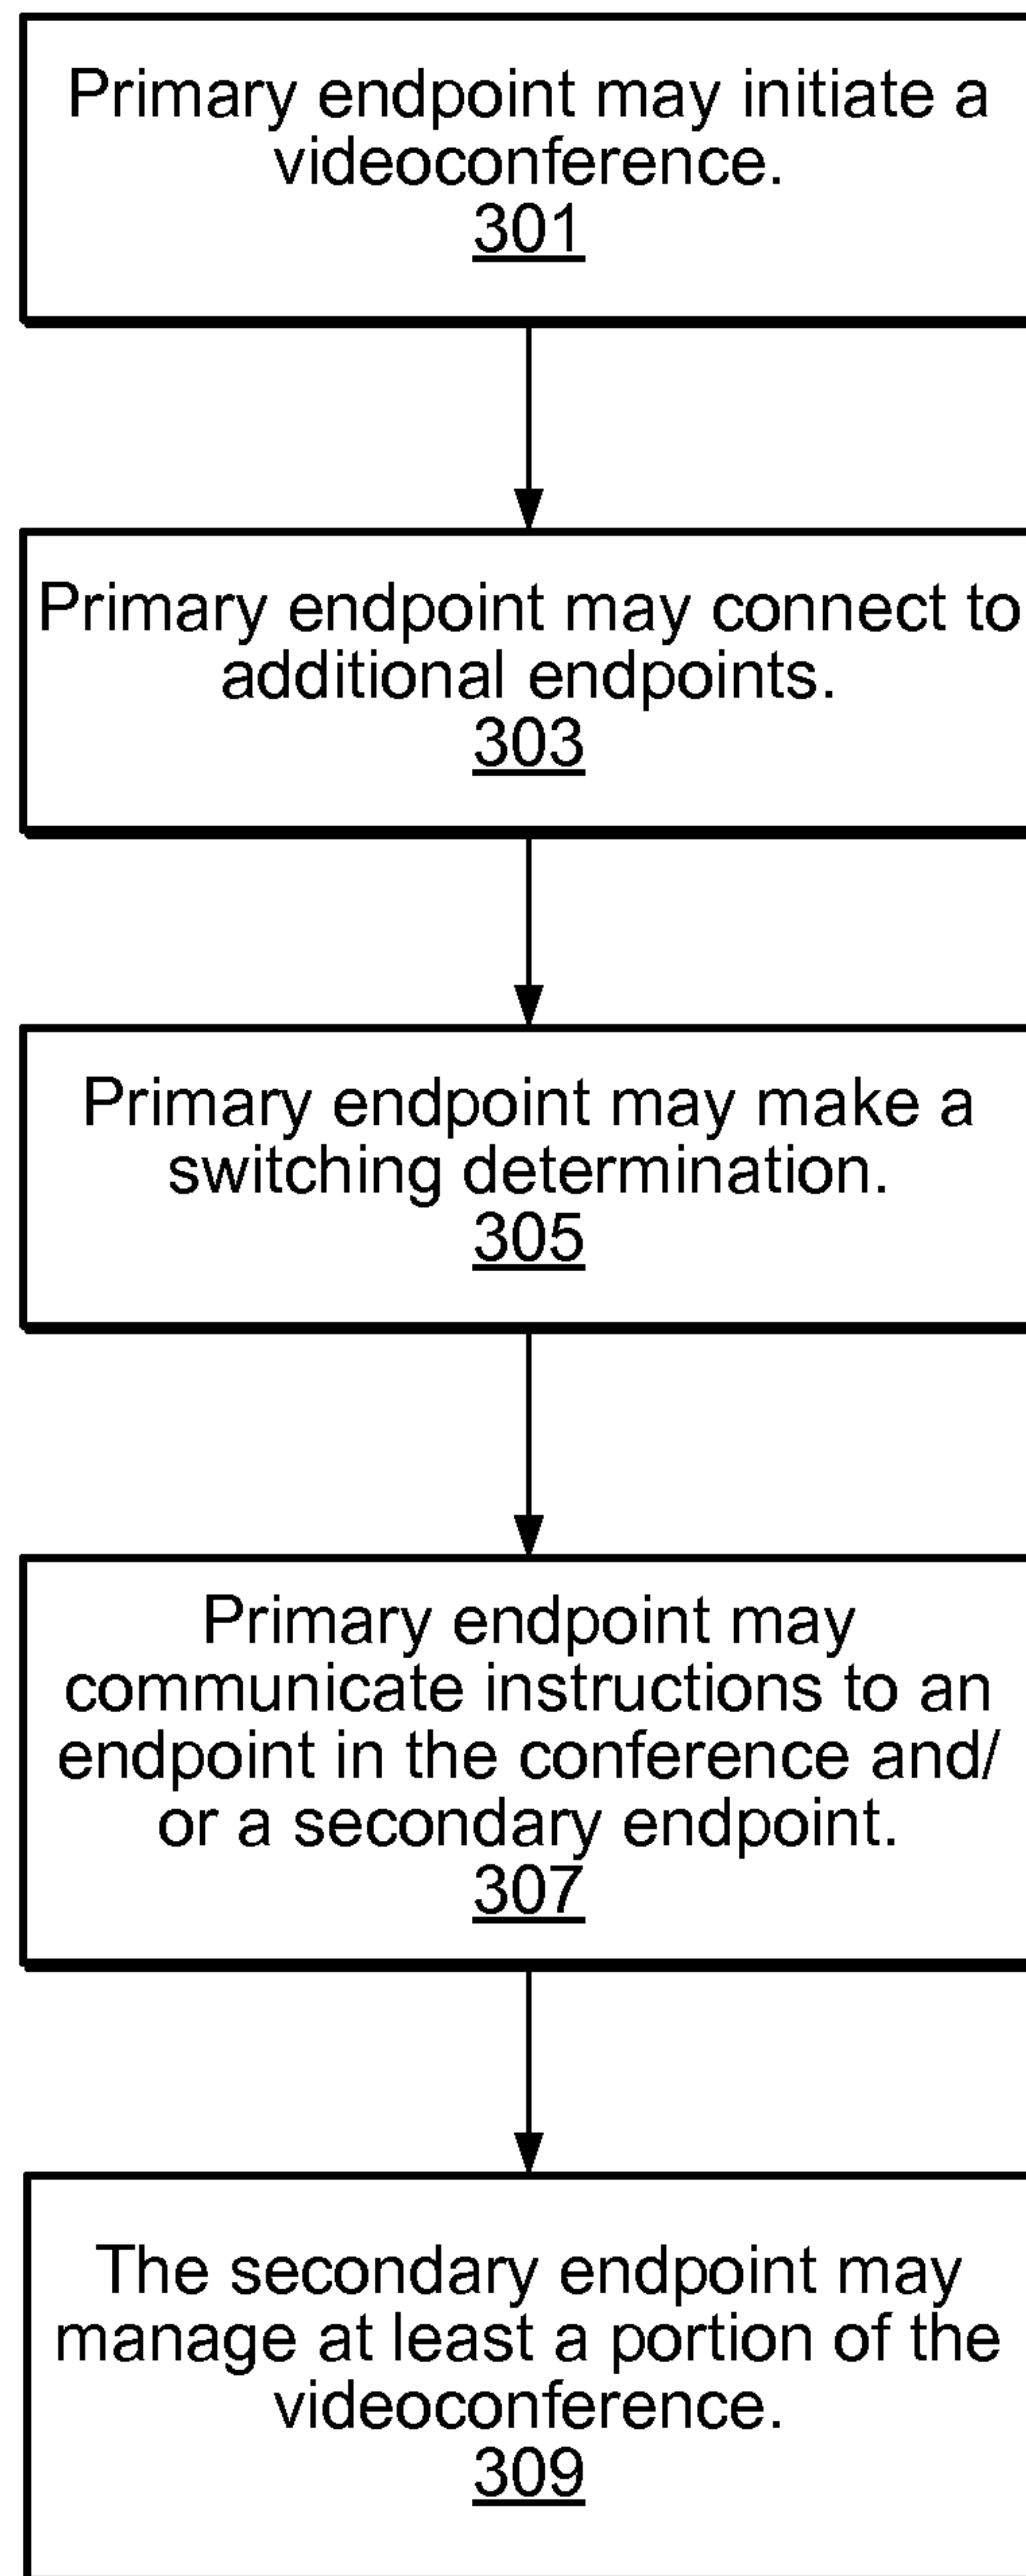 Primary endpoint may initiate a
videoconference.
301
Primary endpoint may connect to
additional endpoints.
303
Primary endpoint may make a
switching determination.
305
Primary endpoint may
communicate instructions to an
endpoint in the conference and/
or a secondary endpoint.
307
The secondary endpoint may
manage at least a portion of the
videoconference.
309